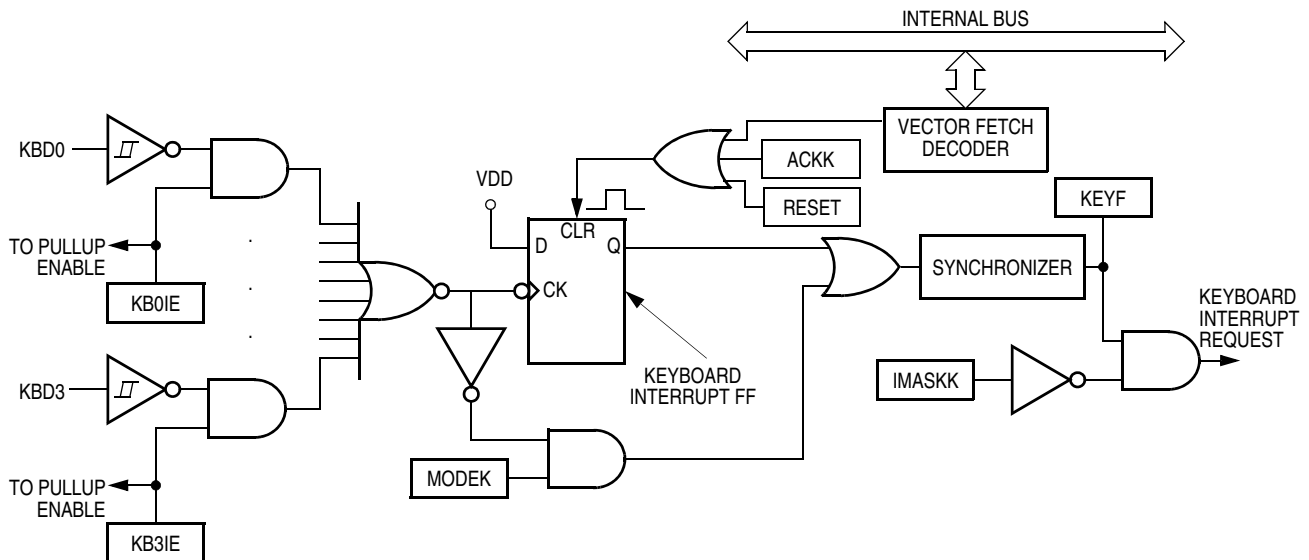 INTERNAL BUS
VECTOR FETCH
DECODER
KBD0
ACKK
VDD
RESET
KEYF
CLR
D
Q
TO PULLUP
ENABLE
SYNCHRONIZER
CK
KB0IE
KEYBOARD
INTERRUPT
REQUEST
KBD3
KEYBOARD
INTERRUPT FF
IMASKK
MODEK
TO PULLUP
ENABLE
KB3IE